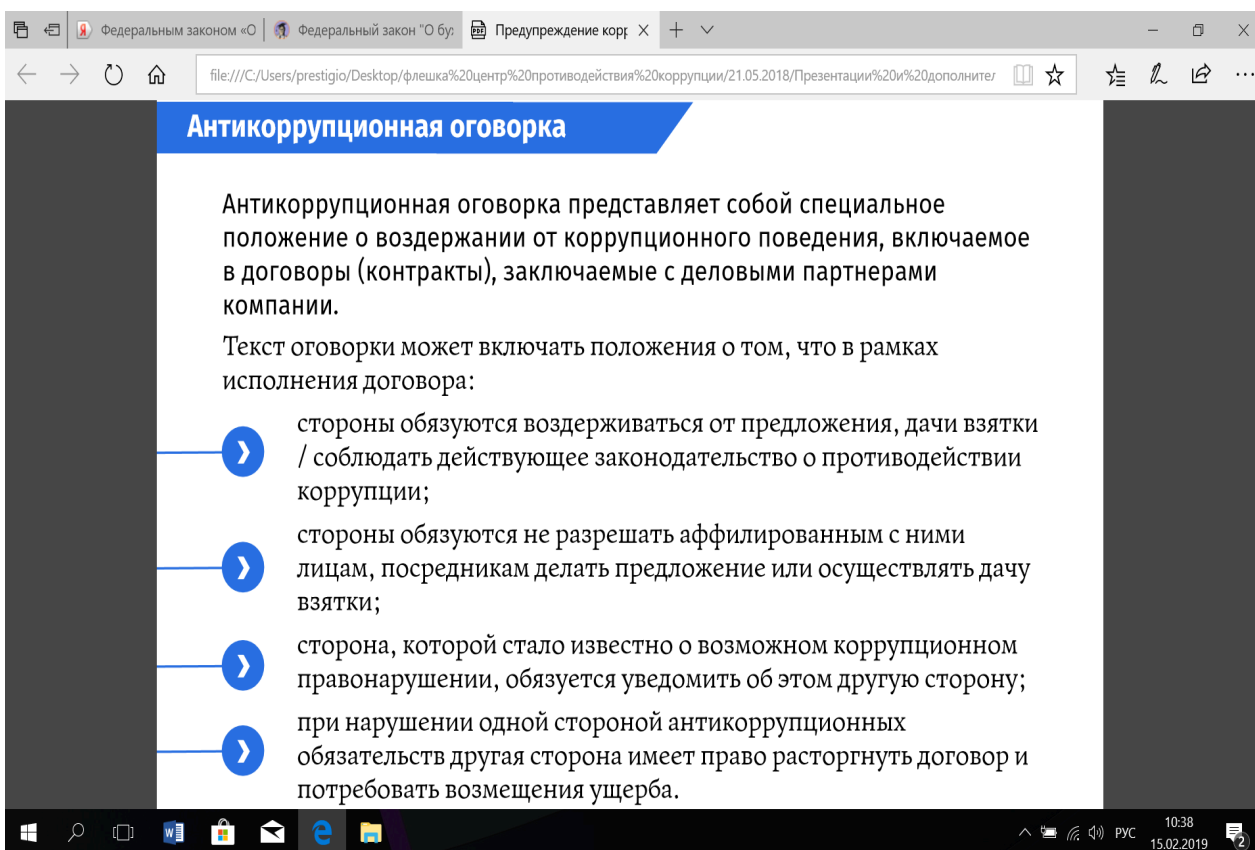 Федеральным законом «О
Федеральный закон "О бу
Предупреждение корр
file:///C:/Users/prestigio/Desktop/флешка%20центр%20противодействия%20коррупции/21.05.2018/Презентации%20и%20дополнител
Антикоррупционная оговорка
Антикоррупционная оговорка представляет собой специальное
положение о воздержании от коррупционного поведения, включаемое
в договоры (контракты), заключаемые с деловыми партнерами
компании.
Текст оговорки может включать положения о том, что в рамках
исполнения договора:
стороны обязуются воздерживаться от предложения, дачи взятки
/ соблюдать действующее законодательство о противодействии
коррупции;
стороны обязуются не разрешать аффилированным с ними
лицам, посредникам делать предложение или осуществлять дачу
взятки;
сторона, которой стало известно о возможном коррупционном
правонарушении, обязуется уведомить об этом другую сторону;
при нарушении одной стороной антикоррупционных
обязательств другая сторона имеет право расторгнуть договор и
потребовать возмещения ущерба.
РУС
10:38
15.02.2019
2